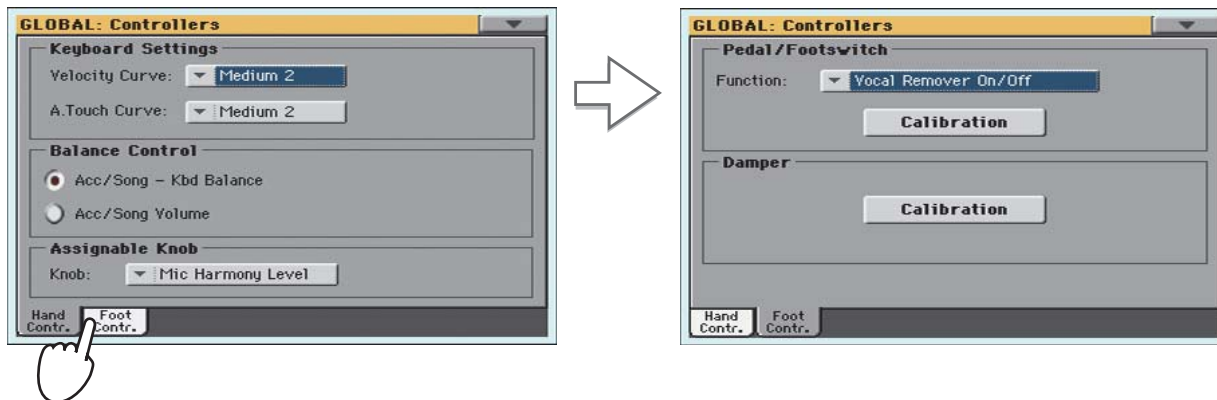 GLOBAL: Controllers
Keyboard Settings
Velocity Curve: Medium 2
A.Touch Curve: Medium 2
Balance Control
Acc/Song - Kbd Balance
Acc/Song Volume
Assignable Knob
Knob: Mic Harmony Level
Hand Contr.
Foot Contr.
GLOBAL: Controllers
Pedal/Footswitch
Function: Vocal Remover On/Off
Calibration
Damper
Calibration
Hand Contr.
Foot Contr.